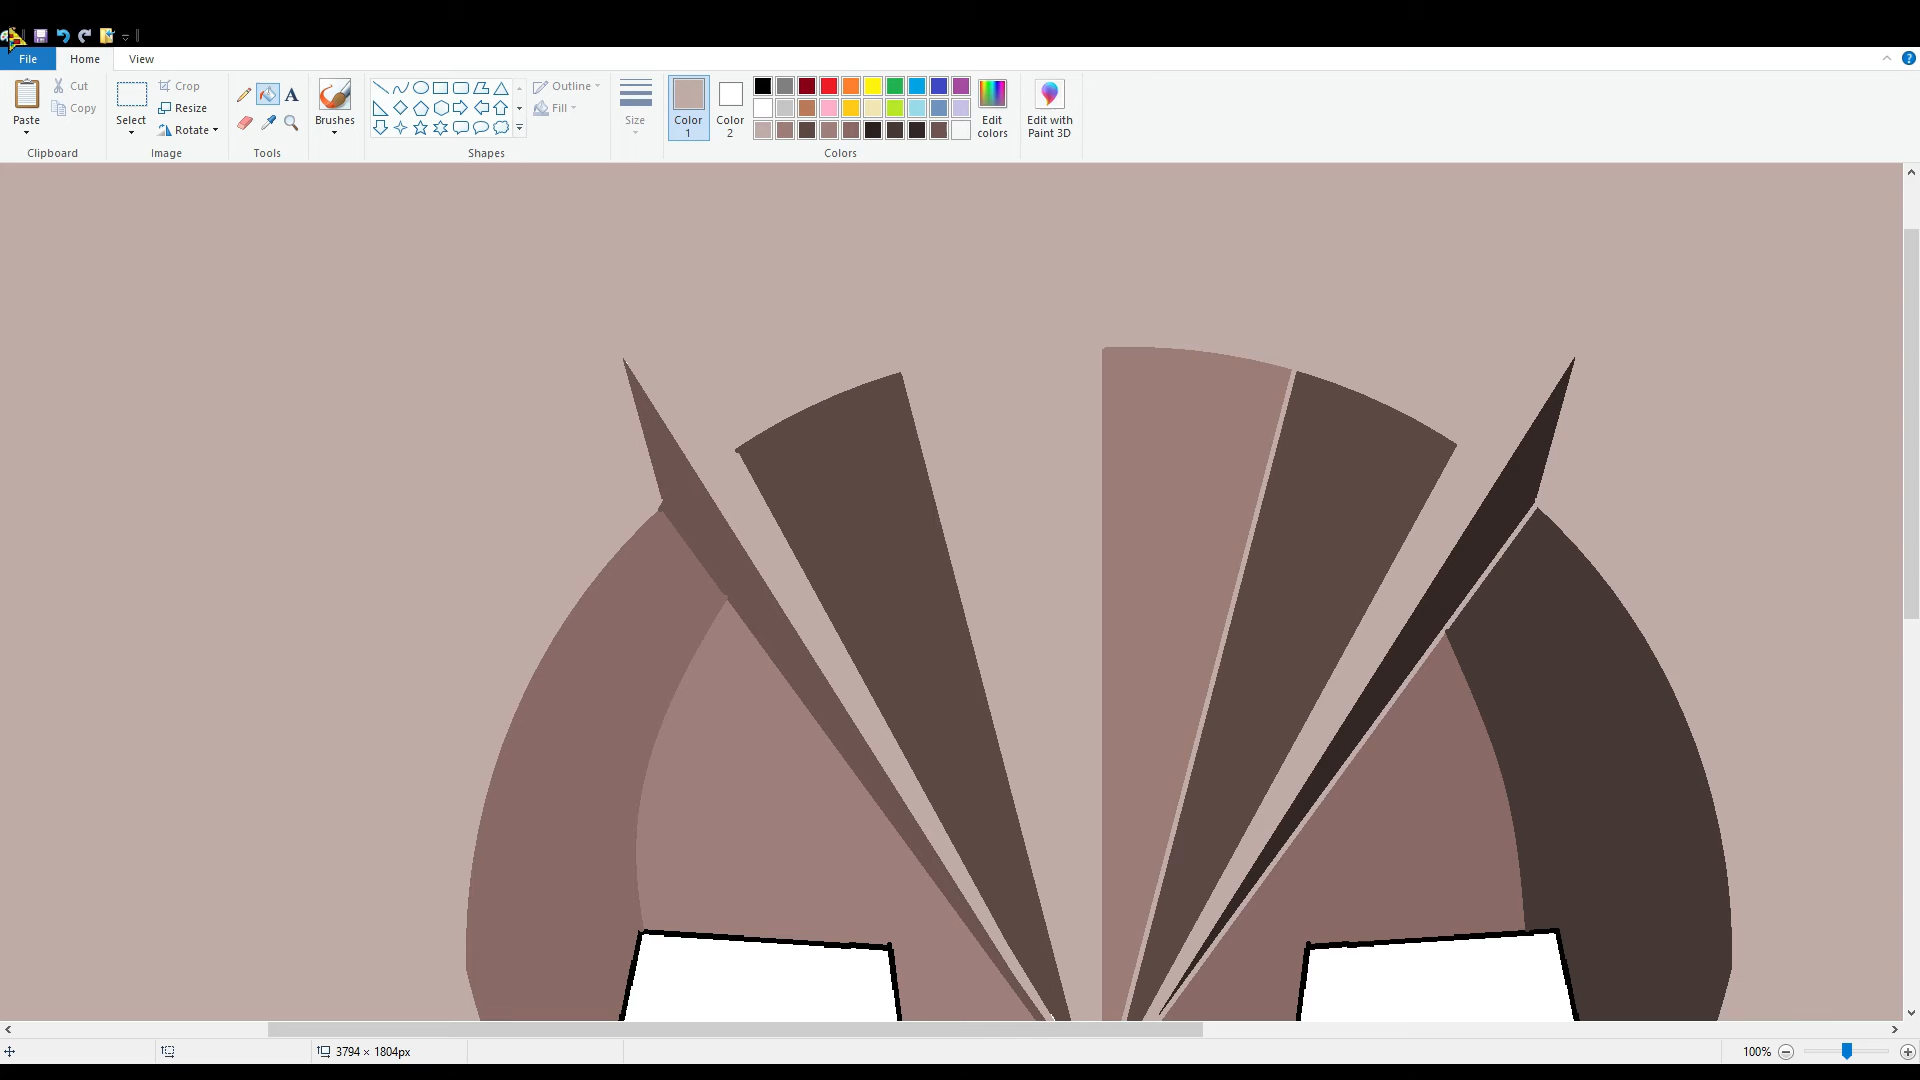 File Home View
Paste
Cut
Copy
Clipboard
Select
Crop
Resize
Rotate
Image
A
Tools
Brushes
Shapes
Outline
Fill
Size
Color
1
Color
2
Edit
colors
Colors
Edit with
Paint 3D
3794 × 1804px
100%